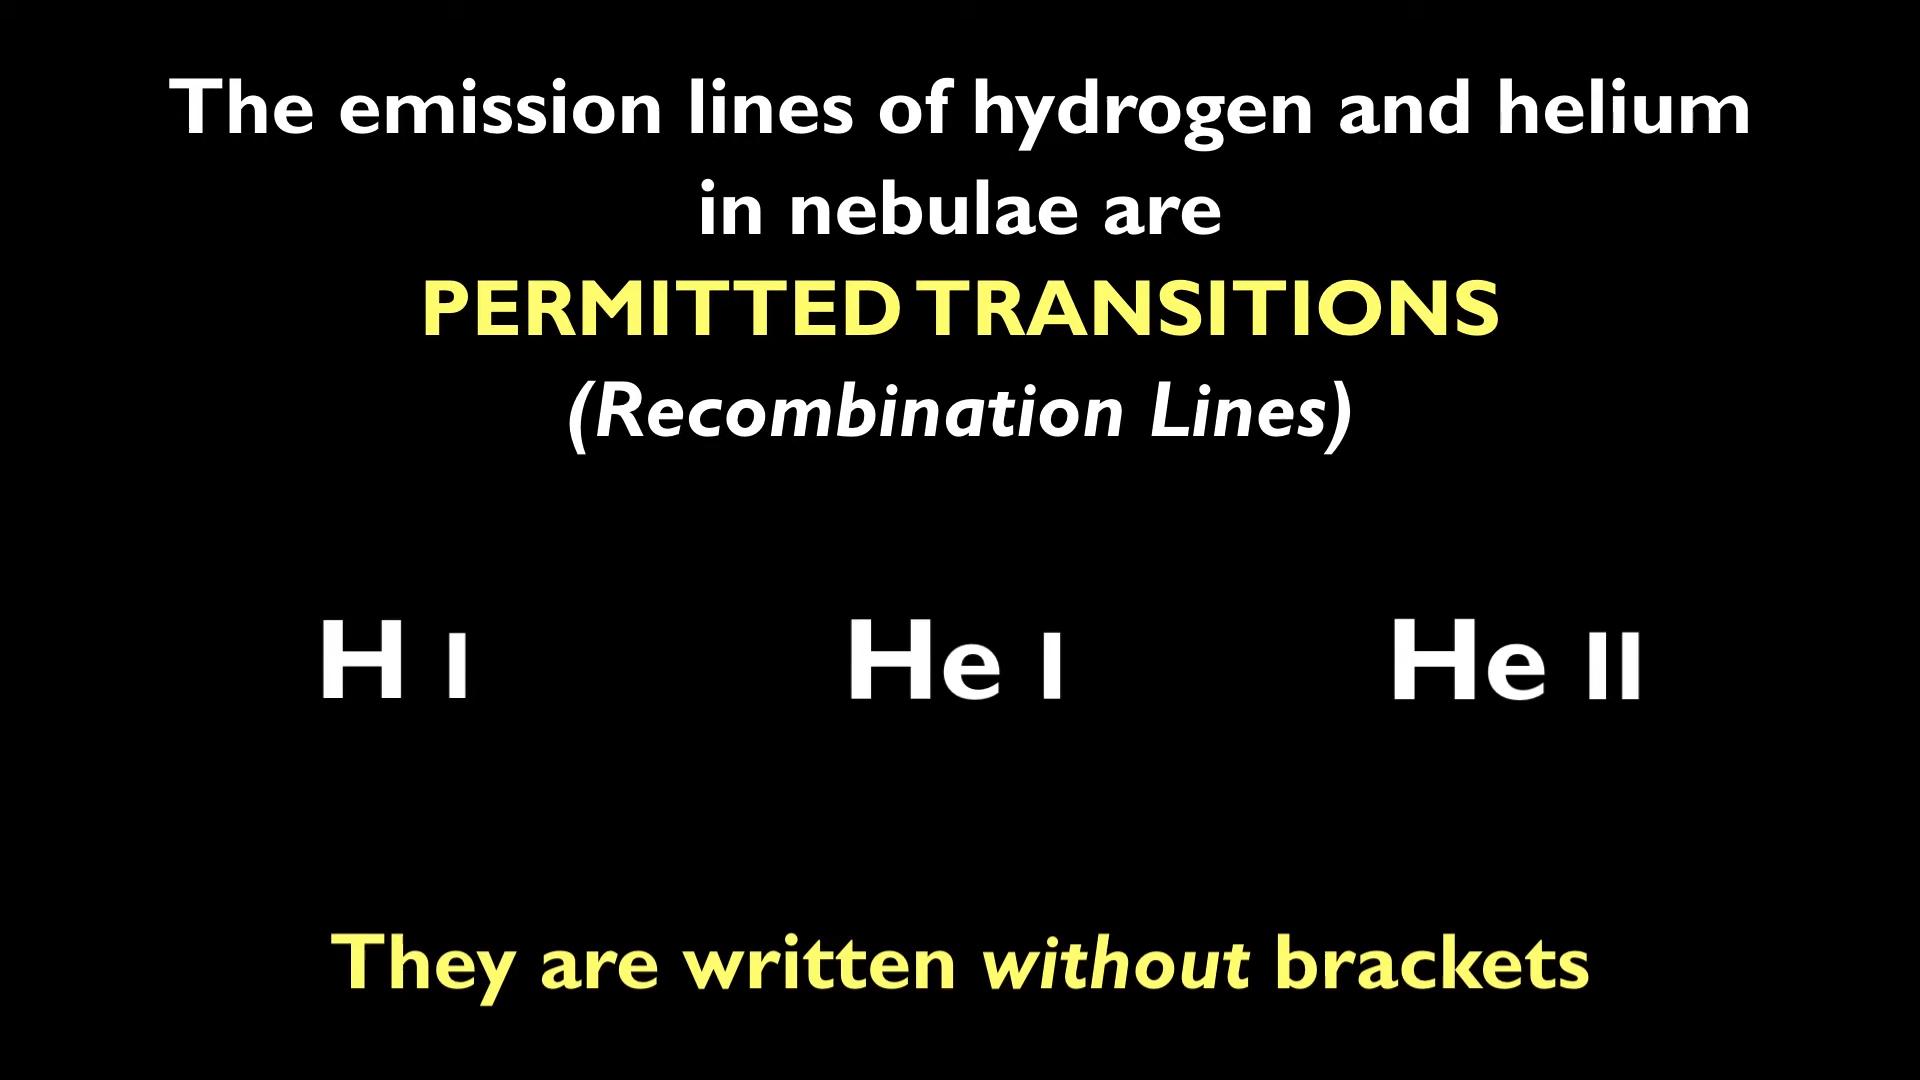 The emission lines of hydrogen and helium
in nebulae are
PERMITTED TRANSITIONS
(Recombination Lines)
H I He I He II
They are written without brackets